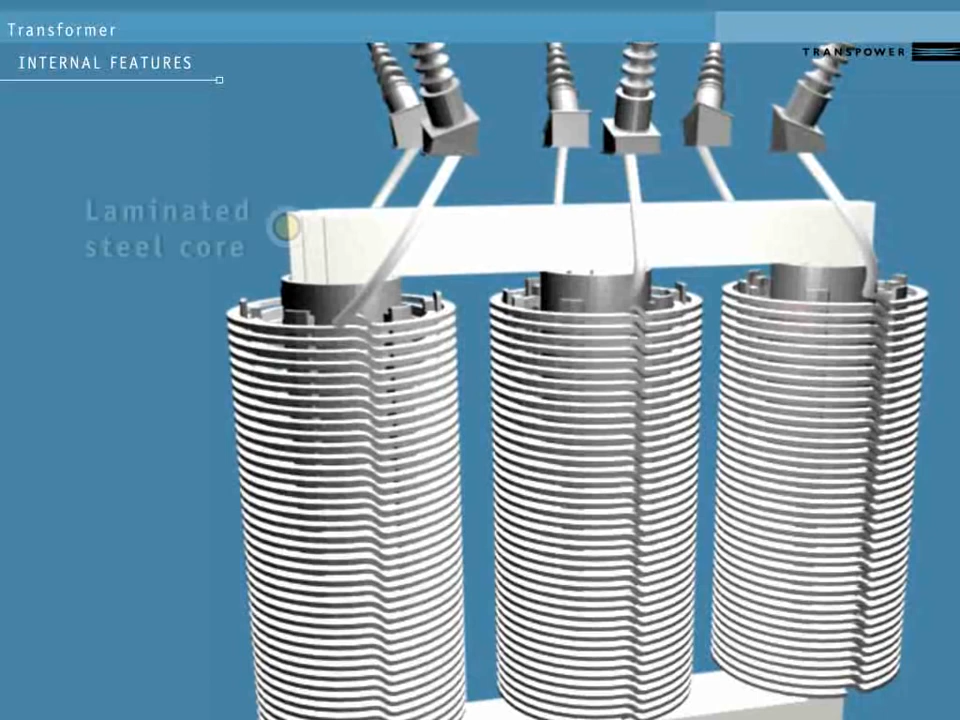 Transformer
INTERNAL FEATURES
TRANSPOWER
Laminated
steel core